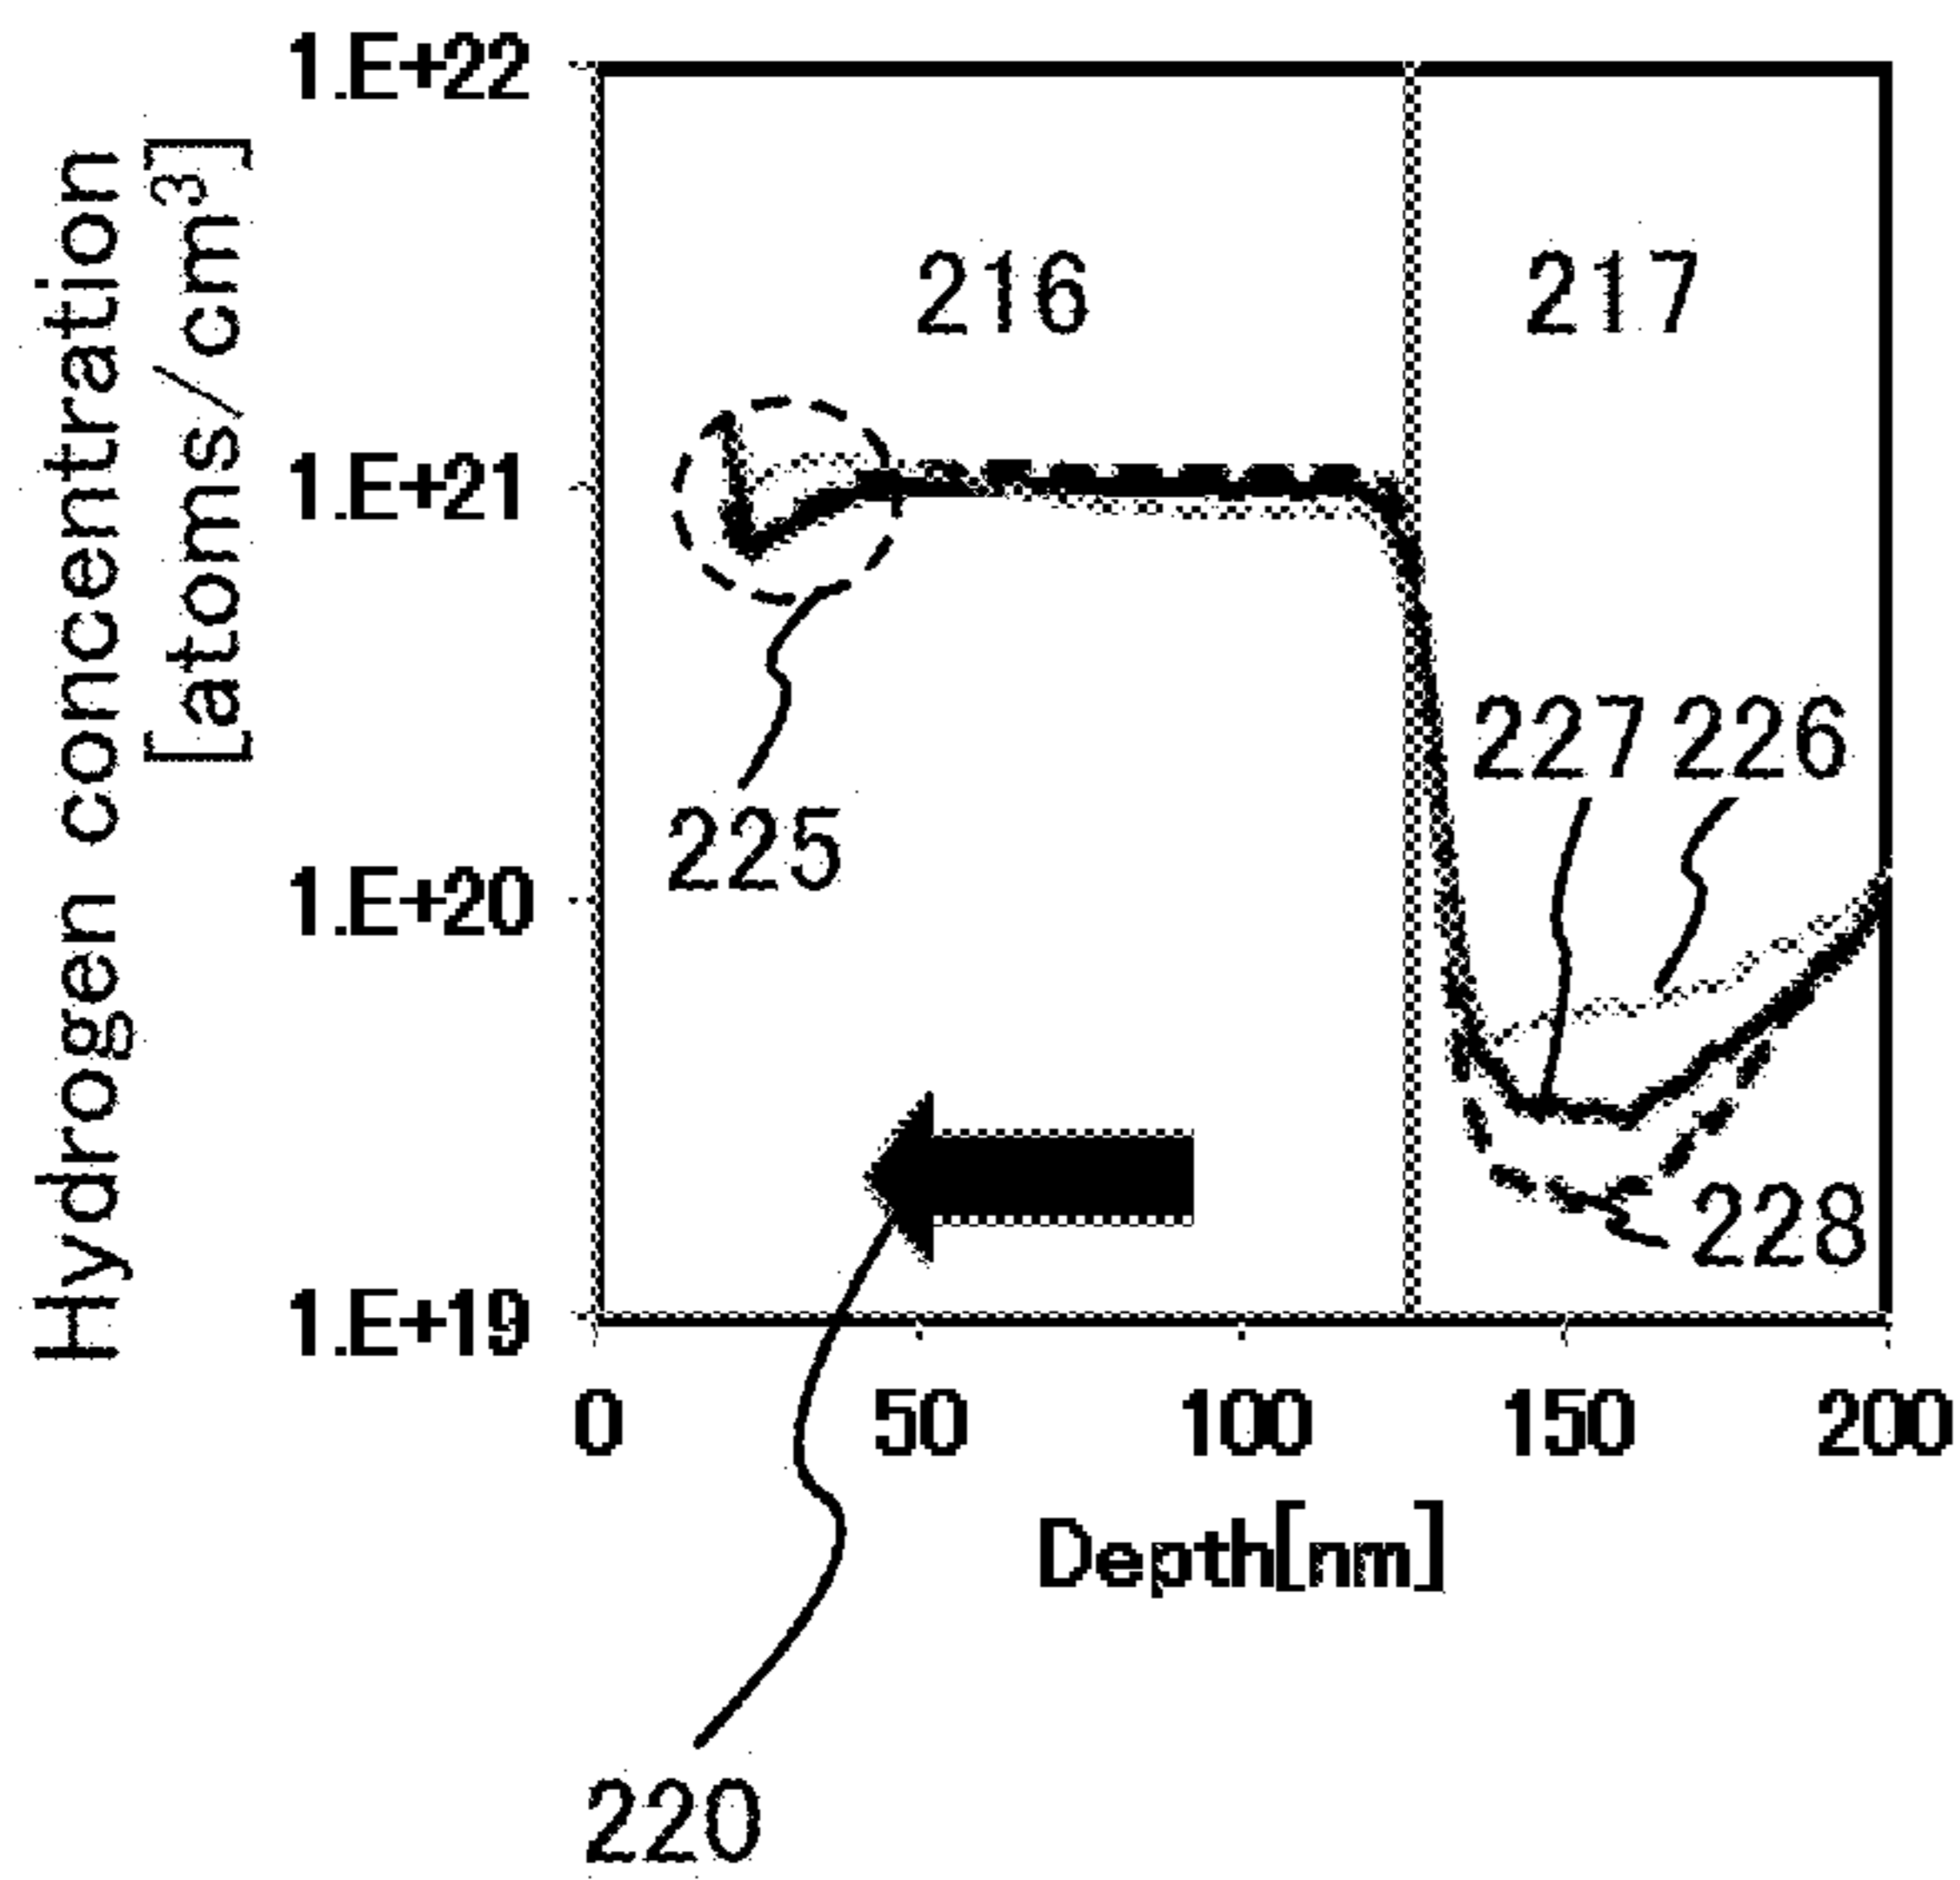 Hydrogen concentration
[atoms/cm³]
1.E+22
1.E+21
1.E+20
1.E+19
216
217
227
226
225
228
0
50
100
150
200
Depth[nm]
220